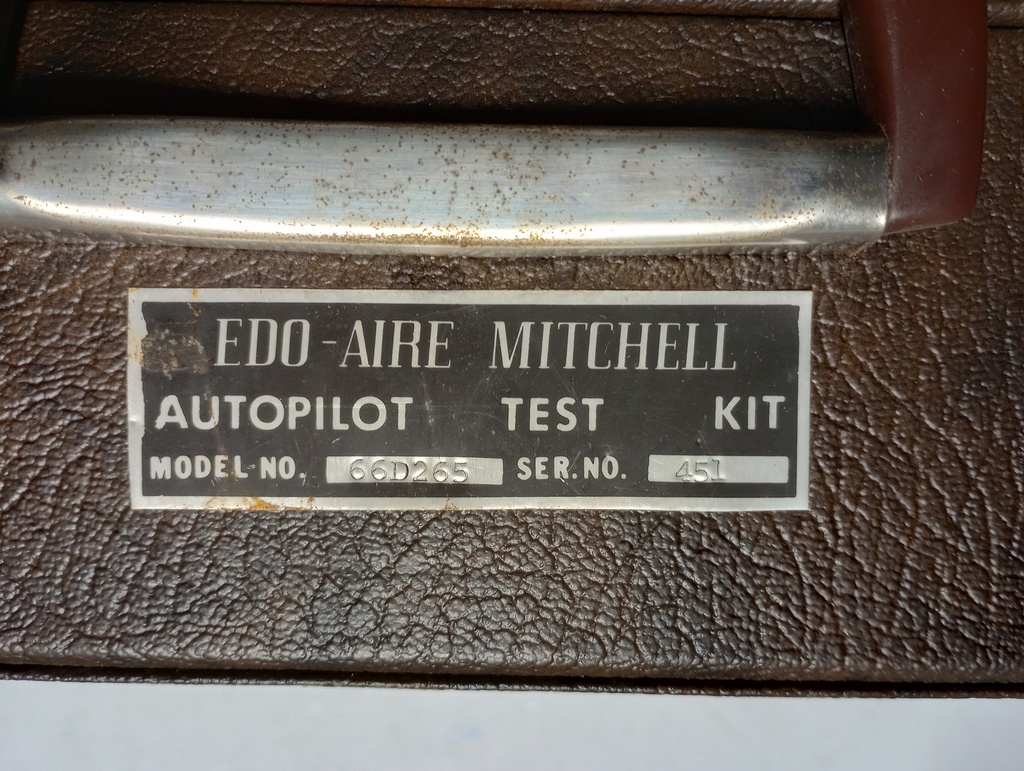 EDO-AIRE MITCHELL
AUTOPILOT TEST KIT
MODEL NO. 66D265 SER.NO. 451